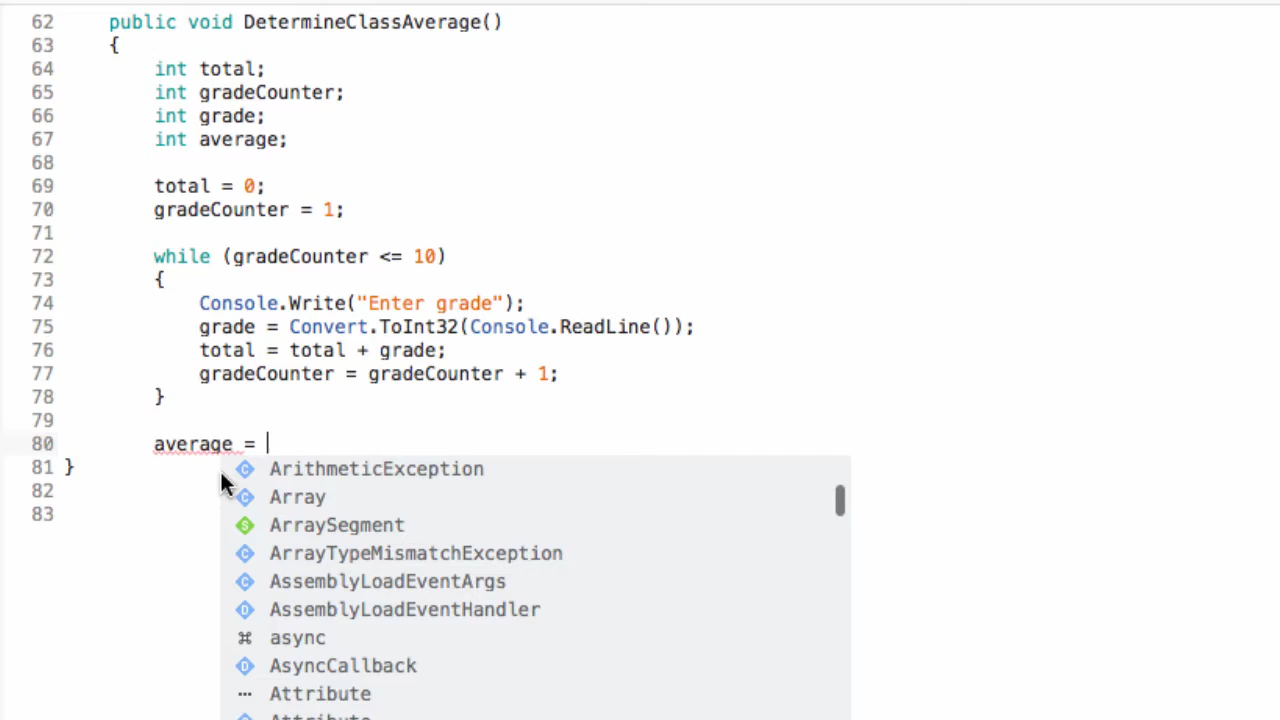 62 public void DetermineClassAverage()
63 {
64 int total;
65 int gradeCounter;
66 int grade;
67 int average;
68
69 total = 0;
70 gradeCounter = 1;
71
72 while (gradeCounter <= 10)
73 {
74 Console.Write("Enter grade");
75 grade = Convert.ToInt32(Console.ReadLine());
76 total = total + grade;
77 gradeCounter = gradeCounter + 1;
78 }
79
80 average =
81 }
82
83
ArithmeticException
Array
ArraySegment
ArrayTypeMismatchException
AssemblyLoadEventArgs
AssemblyLoadEventHandler
async
AsyncCallback
Attribute